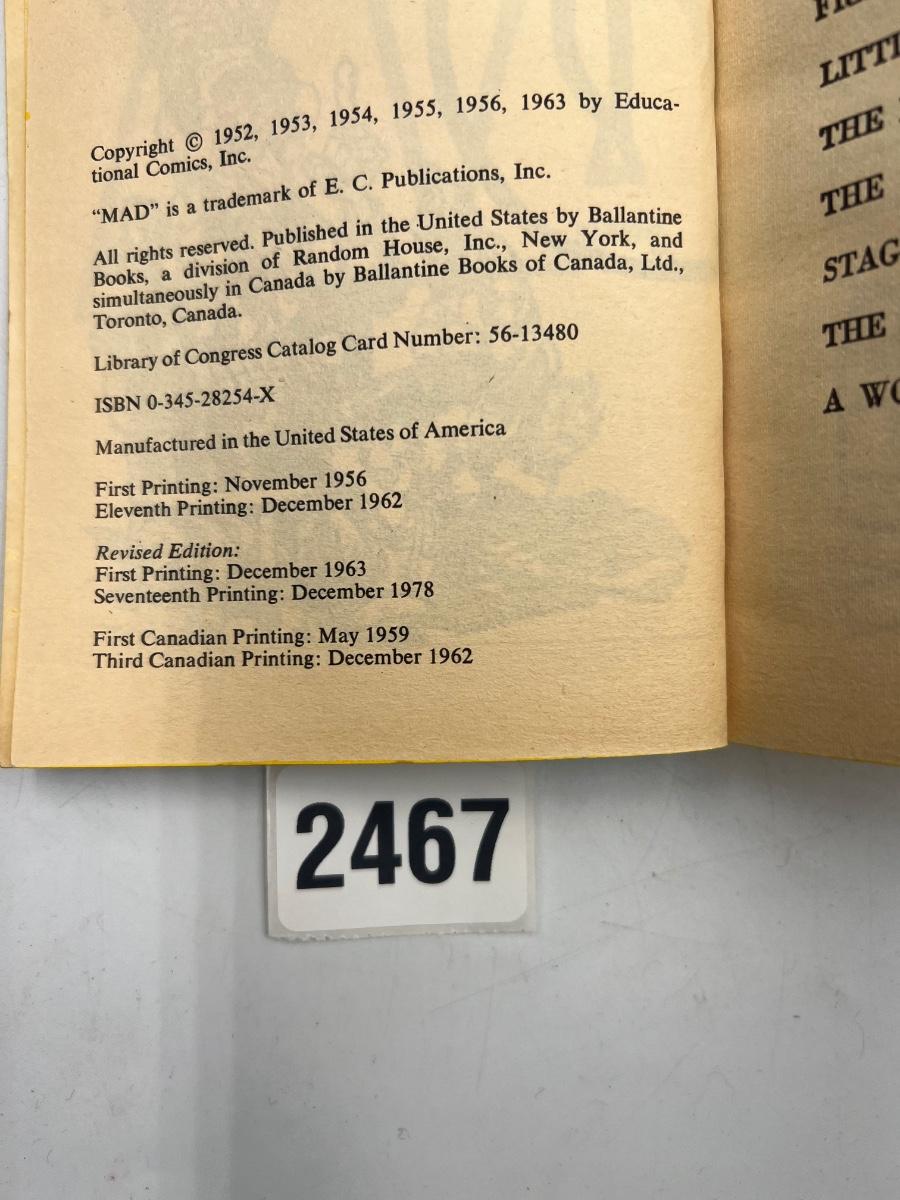 Copyright © 1952, 1953, 1954, 1955, 1956, 1963 by Educa-
tional Comics, Inc.
“MAD” is a trademark of E. C. Publications, Inc.
All rights reserved. Published in the United States by Ballantine
Books, a division of Random House, Inc., New York, and
simultaneously in Canada by Ballantine Books of Canada, Ltd.,
Toronto, Canada.
Library of Congress Catalog Card Number: 56-13480
ISBN 0-345-28254-X
Manufactured in the United States of America
First Printing: November 1956
Eleventh Printing: December 1962
Revised Edition:
First Printing: December 1963
Seventeenth Printing: December 1978
First Canadian Printing: May 1959
Third Canadian Printing: December 1962
THE
THE
STAG
THE
A WO
2467